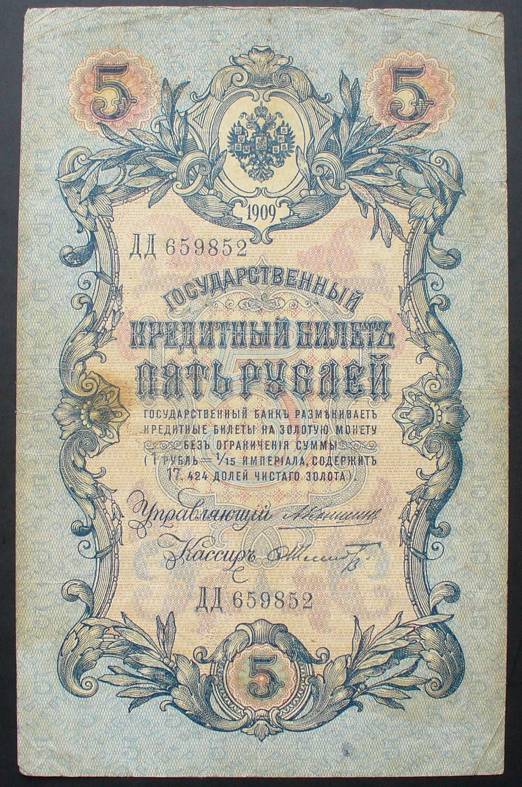 5 5
1909
ДД 659852
ГОСУДАРСТВЕННЫЙ
КРЕДИТНЫЙ БИЛЕТЪ
ПЯТЬ РУБЛЕЙ
ГОСУДАРСТВЕННЫЙ БАНКЪ РАЗМѢНИВАЕТЪ
КРЕДИТНЫЕ БИЛЕТЫ НА ЗОЛОТУЮ МОНЕТУ
БЕЗЪ ОГРАНИЧЕНІЯ СУММЫ
(1 РУБЛЬ = 1/15 ИМПЕРІАЛА, СОДЕРЖИТЪ
17, 424 ДОЛЕЙ ЧИСТАГО ЗОЛОТА).
Управляющій
Кассиръ
ДД 659852
5